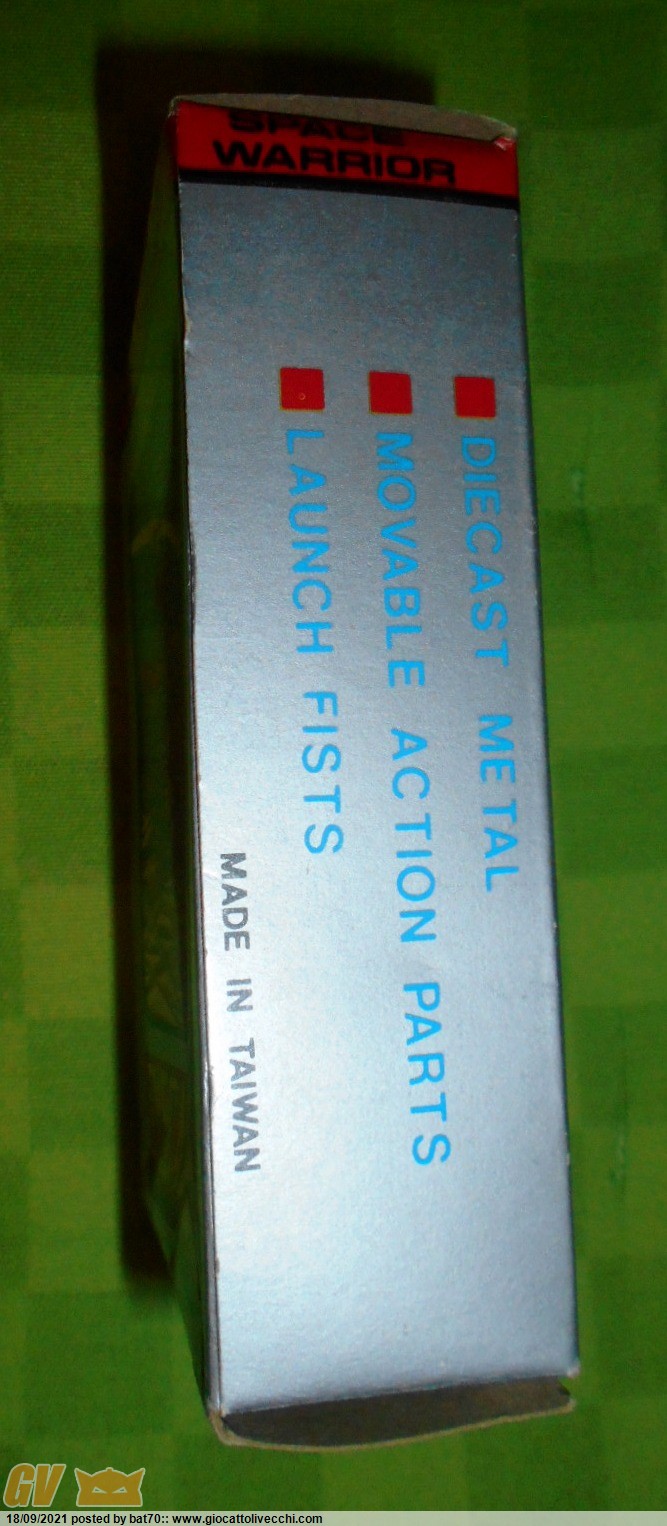 SPACE
WARRIOR
DIECAST METAL
MOVABLE ACTION PARTS
LAUNCH FISTS
MADE IN TAIWAN
GV
18/09/2021 posted by bat70:: www.giocattolivecchi.com